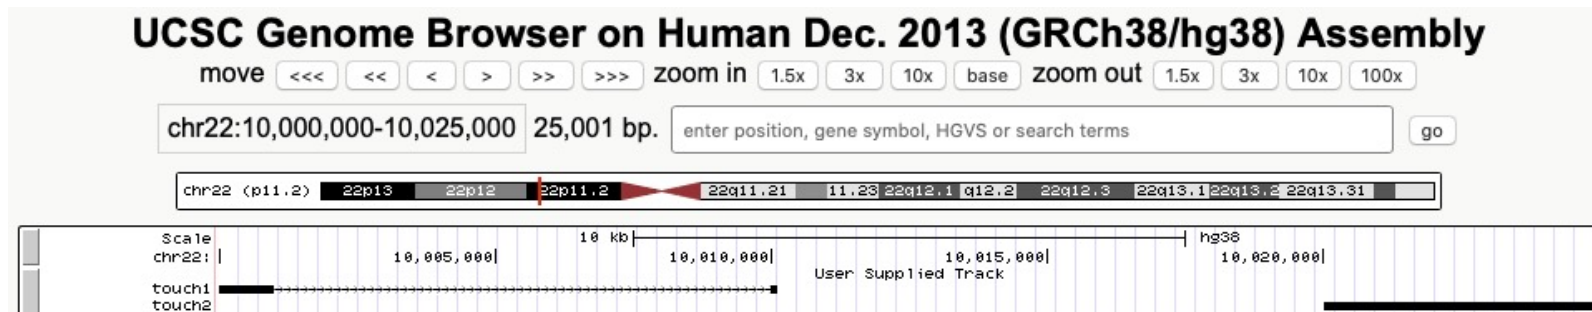 UCSC Genome Browser on Human Dec. 2013 (GRCh38/hg38) Assembly
move <<< << < > >> >>> zoom in 1.5x 3x 10x base zoom out 1.5x 3x 10x 100x
chr22:10,000,000-10,025,000 25,001 bp. enter position, gene symbol, HGVS or search terms go
chr22 (p11.2) 22p13 22p12 22p11.2 22q11.21 11.23 22q12.1 q12.2 22q12.3 22q13.1 22q13.2 22q13.31
Scale 10 kb hg38
chr22: 10,005,000 10,010,000 10,015,000 10,020,000
User Supplied Track
touch1
touch2